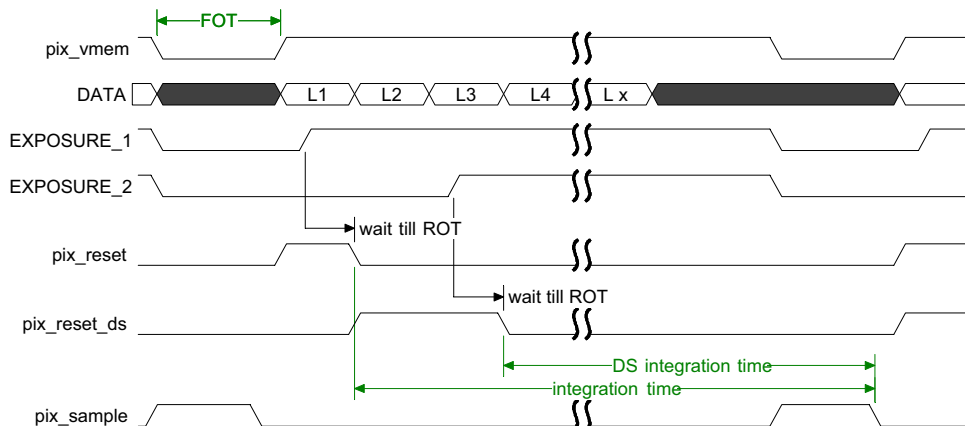 FOT
pix_vmem
DATA L1 L2 L3 L4 L x
EXPOSURE_1
EXPOSURE_2
wait till ROT
pix_reset
wait till ROT
pix_reset_ds
DS integration time
integration time
pix_sample